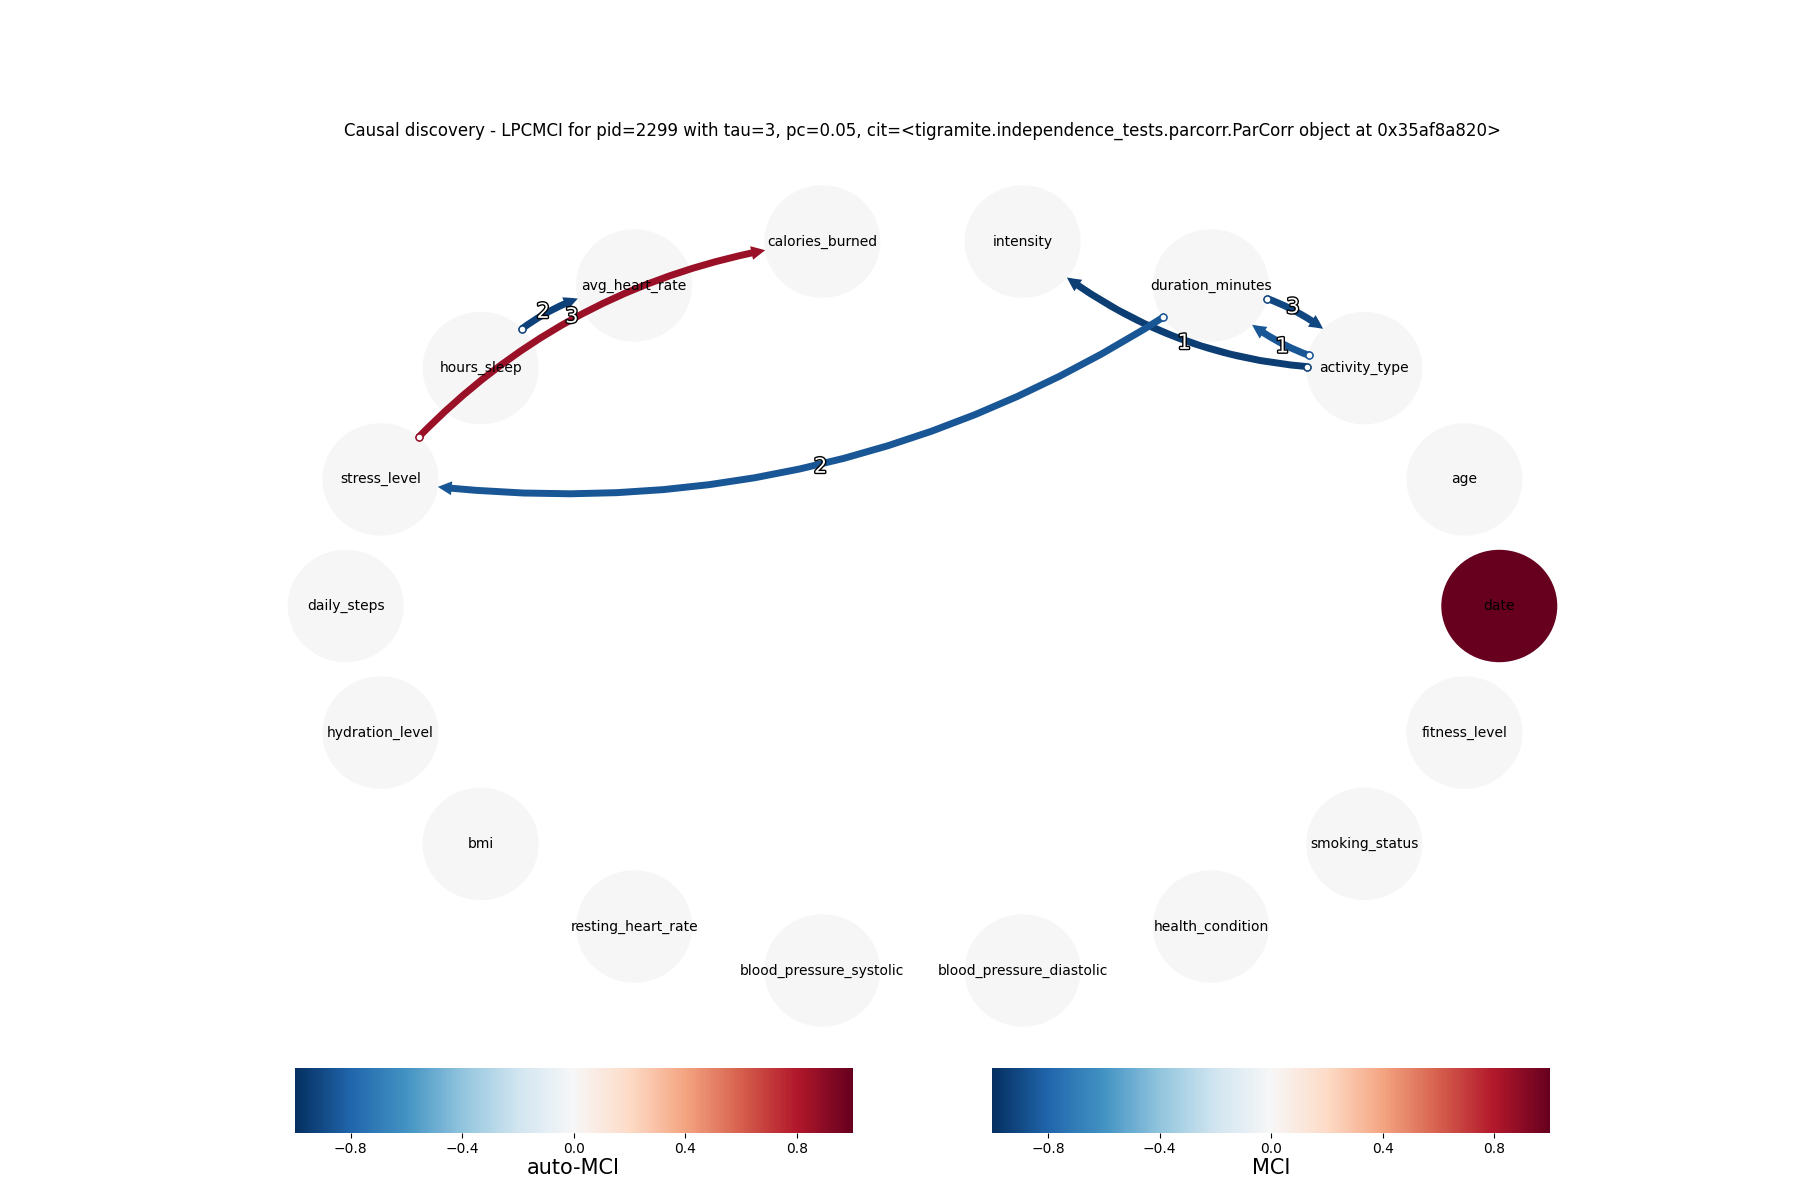 Causal discovery - LPCMCI for pid=2299 with tau=3, pc=0.05, cit=<tigramite.independence_tests.parcorr.ParCorr object at 0x35af8a820>
calories_burned
intensity
avg_heart_rate
duration_minutes
2
3
3
1
1
hours_sleep
activity_type
2
stress_level
age
daily_steps
date
hydration_level
fitness_level
bmi
smoking_status
resting_heart_rate
health_condition
blood_pressure_systolic
blood_pressure_diastolic
−0.8 −0.4 0.0 0.4 0.8
auto-MCI
−0.8 −0.4 0.0 0.4 0.8
MCI